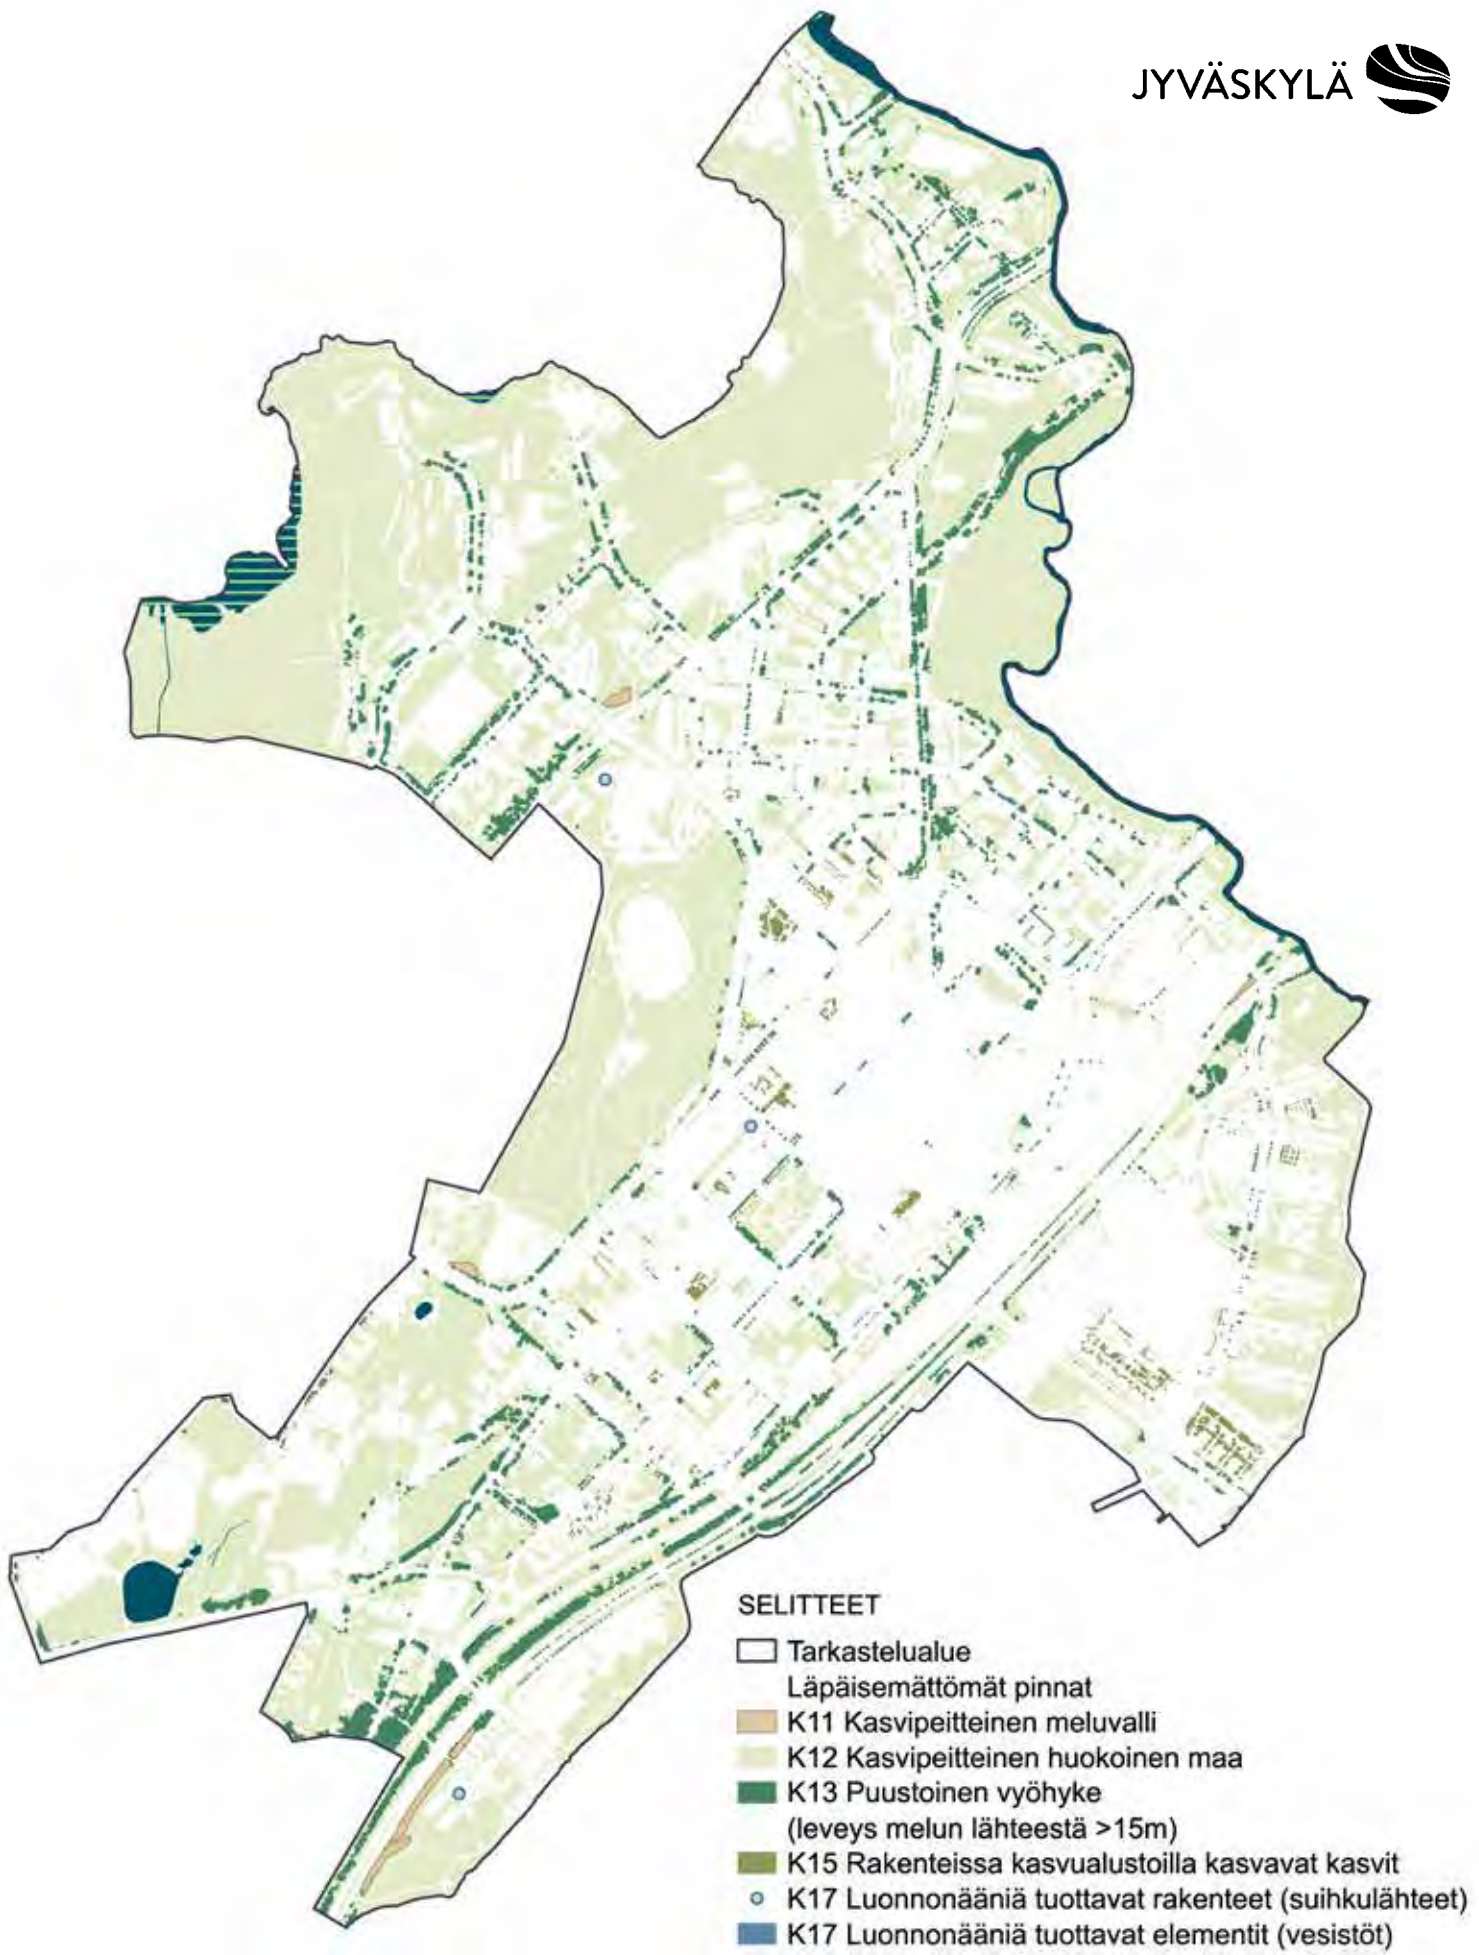 JYVÄSKYLÄ
SELITTEET
Tarkastelualue
Läpäisemättömät pinnat
K11 Kasvipeitteinen meluvalli
K12 Kasvipeitteinen huokoinen maa
K13 Puustoinen vyöhyke
(leveys melun lähteestä >15m)
K15 Rakenteissa kasvualustoilla kasvavat kasvit
K17 Luonnonääniä tuottavat rakenteet (suihkulähteet)
K17 Luonnonääniä tuottavat elementit (vesistöt)